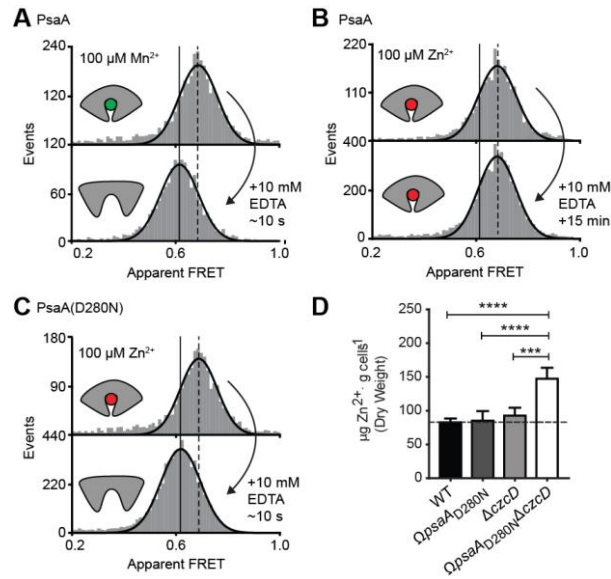 A PsaA
240
100 μM Mn²⁺
Events
120
120
60
0
0.2 0.6 1.0
Apparent FRET
+10 mM
EDTA
~10 s
B PsaA
220
100 μM Zn²⁺
Events
110
400
200
0
0.2 0.6 1.0
Apparent FRET
+10 mM
EDTA
+15 min
C PsaA(D280N)
180
100 μM Zn²⁺
Events
90
440
220
0
0.2 0.6 1.0
Apparent FRET
+10 mM
EDTA
~10 s
D
****
****
***
μg Zn²⁺. g cells¹
(Dry Weight)
250
200
150
100
50
0
WT
ΩpsaA_D280N
ΔczcD
ΩpsaA_D280NΔczcD